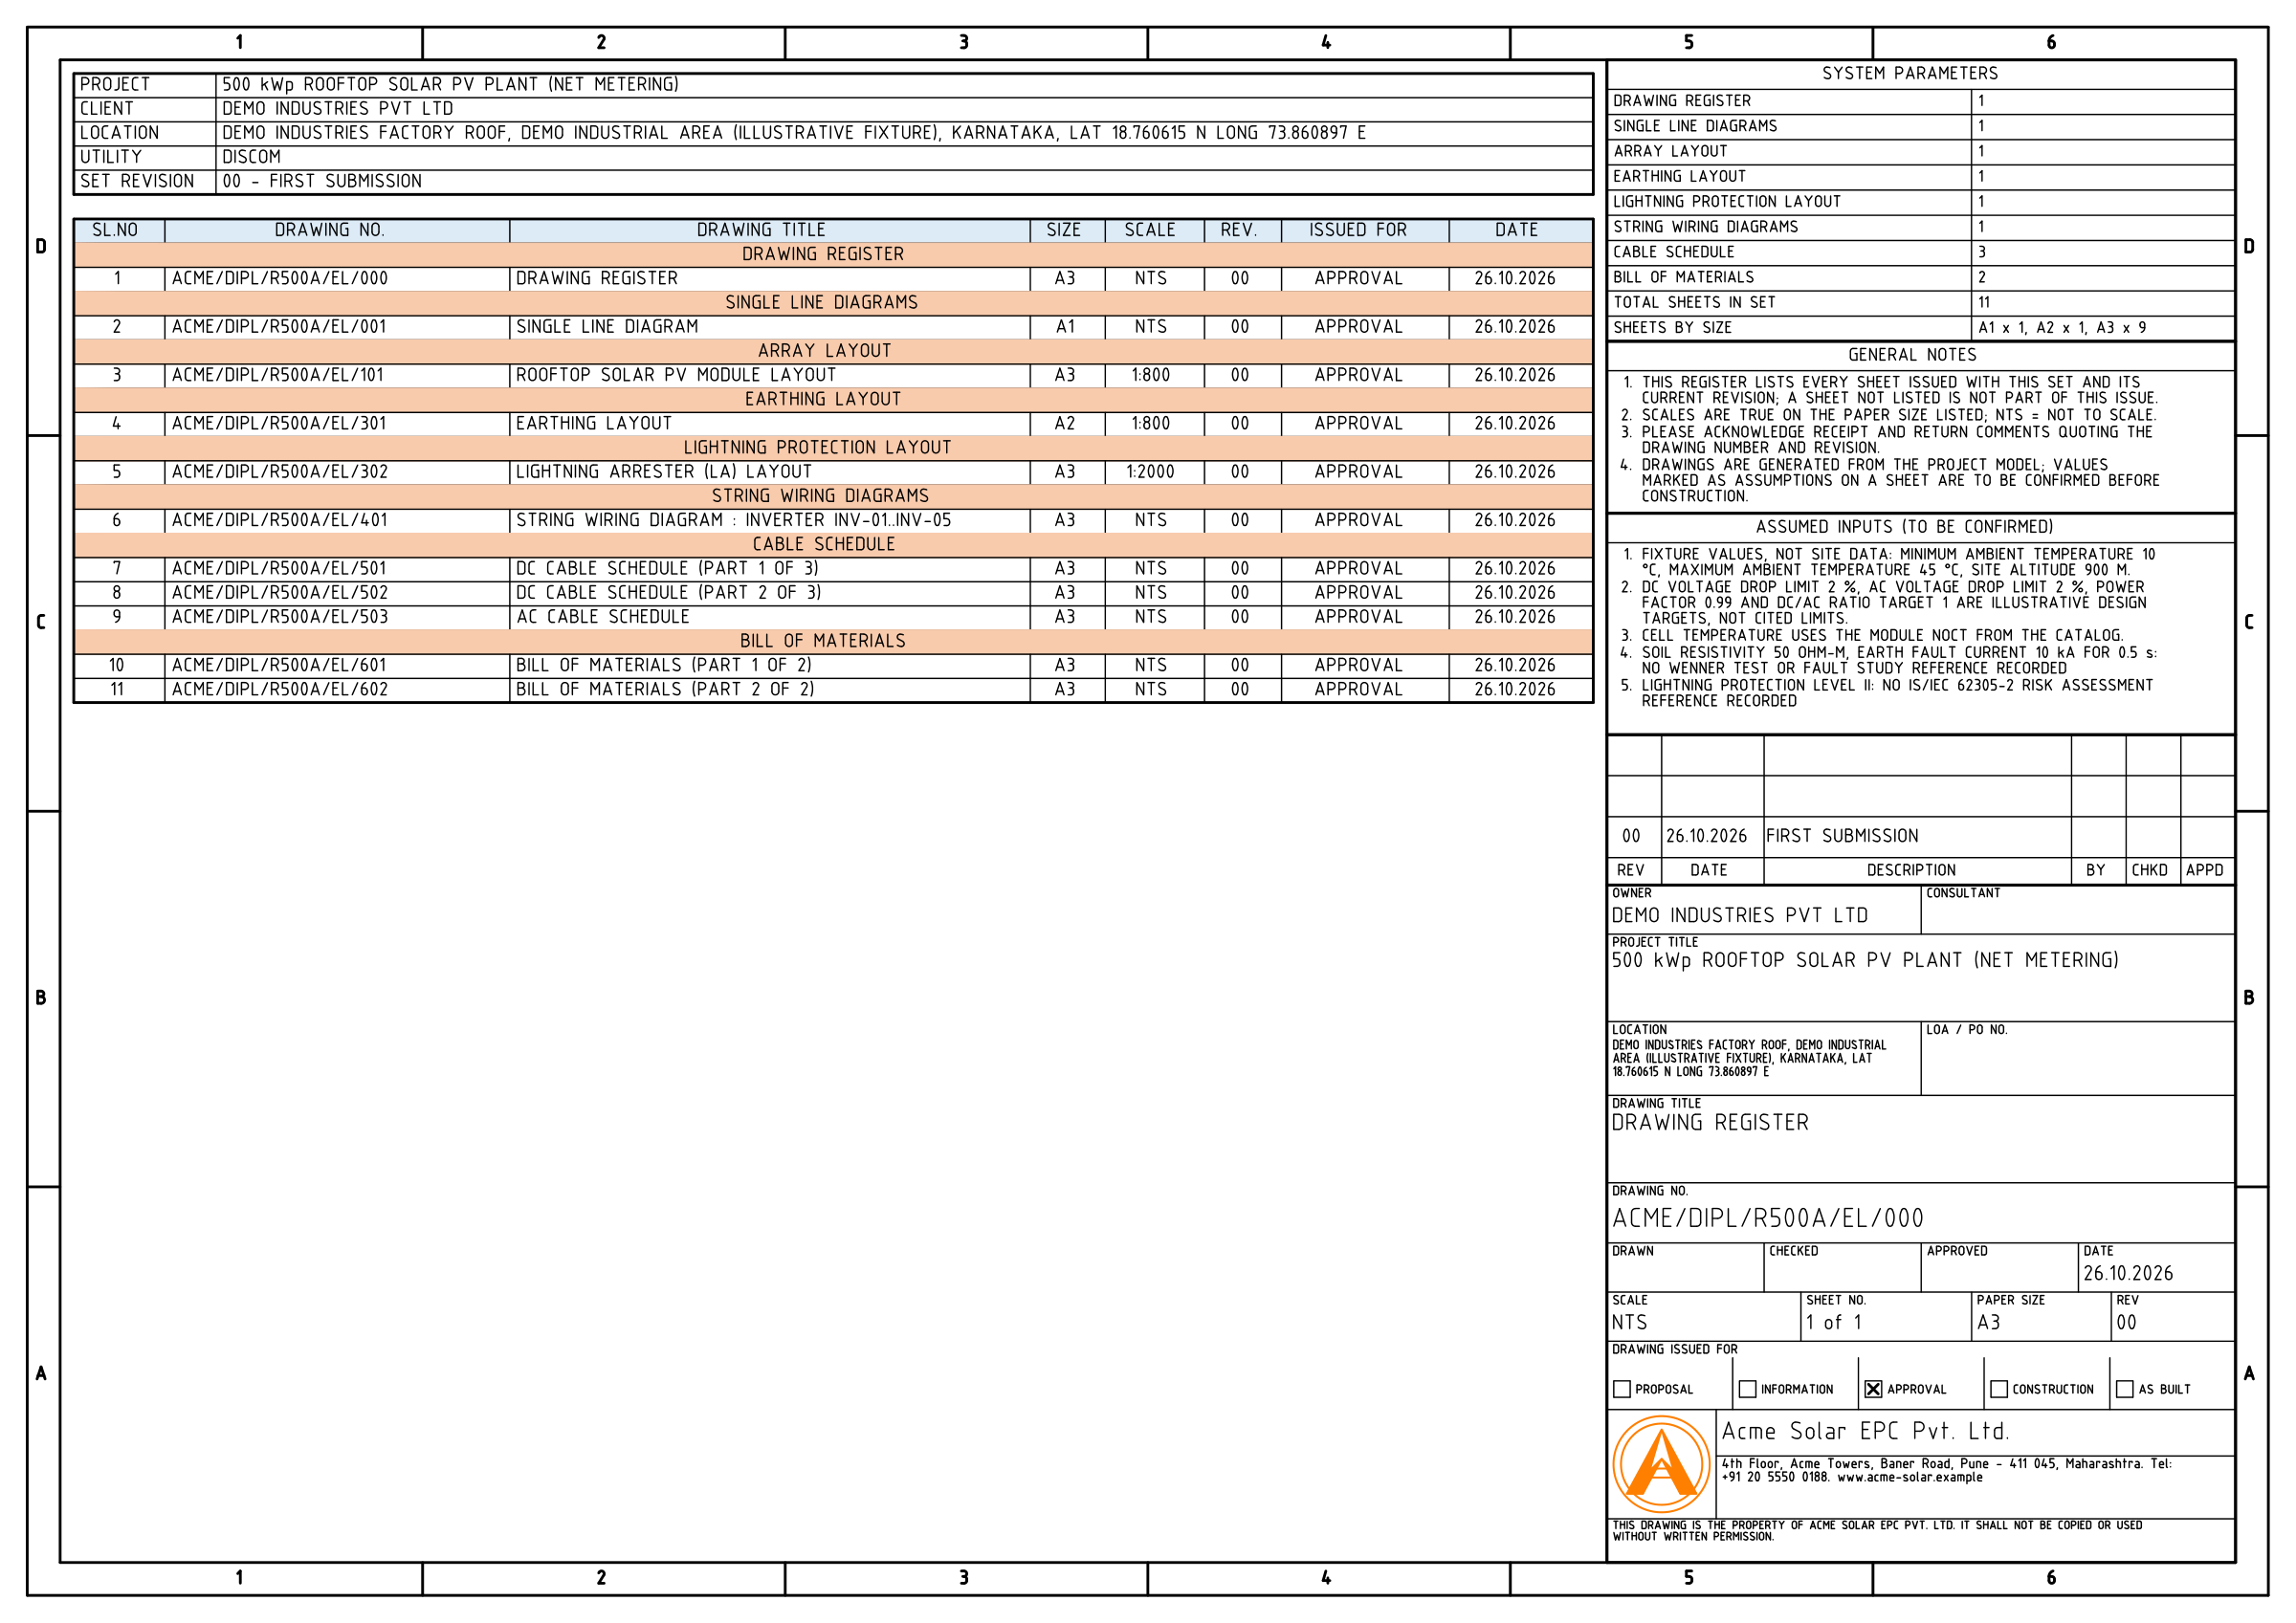 1 2 3 4 5 6
PROJECT 500 kWp ROOFTOP SOLAR PV PLANT (NET METERING)
CLIENT DEMO INDUSTRIES PVT LTD
LOCATION DEMO INDUSTRIES FACTORY ROOF, DEMO INDUSTRIAL AREA (ILLUSTRATIVE FIXTURE), KARNATAKA, LAT 18.760615 N LONG 73.860897 E
UTILITY DISCOM
SET REVISION 00 - FIRST SUBMISSION
SL.NO DRAWING NO. DRAWING TITLE SIZE SCALE REV. ISSUED FOR DATE
DRAWING REGISTER
1 ACME/DIPL/R500A/EL/000 DRAWING REGISTER A3 NTS 00 APPROVAL 26.10.2026
SINGLE LINE DIAGRAMS
2 ACME/DIPL/R500A/EL/001 SINGLE LINE DIAGRAM A1 NTS 00 APPROVAL 26.10.2026
ARRAY LAYOUT
3 ACME/DIPL/R500A/EL/101 ROOFTOP SOLAR PV MODULE LAYOUT A3 1:800 00 APPROVAL 26.10.2026
EARTHING LAYOUT
4 ACME/DIPL/R500A/EL/301 EARTHING LAYOUT A2 1:800 00 APPROVAL 26.10.2026
LIGHTNING PROTECTION LAYOUT
5 ACME/DIPL/R500A/EL/302 LIGHTNING ARRESTER (LA) LAYOUT A3 1:2000 00 APPROVAL 26.10.2026
STRING WIRING DIAGRAMS
6 ACME/DIPL/R500A/EL/401 STRING WIRING DIAGRAM : INVERTER INV-01..INV-05 A3 NTS 00 APPROVAL 26.10.2026
CABLE SCHEDULE
7 ACME/DIPL/R500A/EL/501 DC CABLE SCHEDULE (PART 1 OF 3) A3 NTS 00 APPROVAL 26.10.2026
8 ACME/DIPL/R500A/EL/502 DC CABLE SCHEDULE (PART 2 OF 3) A3 NTS 00 APPROVAL 26.10.2026
9 ACME/DIPL/R500A/EL/503 AC CABLE SCHEDULE A3 NTS 00 APPROVAL 26.10.2026
BILL OF MATERIALS
10 ACME/DIPL/R500A/EL/601 BILL OF MATERIALS (PART 1 OF 2) A3 NTS 00 APPROVAL 26.10.2026
11 ACME/DIPL/R500A/EL/602 BILL OF MATERIALS (PART 2 OF 2) A3 NTS 00 APPROVAL 26.10.2026
SYSTEM PARAMETERS
DRAWING REGISTER 1
SINGLE LINE DIAGRAMS 1
ARRAY LAYOUT 1
EARTHING LAYOUT 1
LIGHTNING PROTECTION LAYOUT 1
STRING WIRING DIAGRAMS 1
CABLE SCHEDULE 3
BILL OF MATERIALS 2
TOTAL SHEETS IN SET 11
SHEETS BY SIZE A1 x 1, A2 x 1, A3 x 9
GENERAL NOTES
1. THIS REGISTER LISTS EVERY SHEET ISSUED WITH THIS SET AND ITS
CURRENT REVISION; A SHEET NOT LISTED IS NOT PART OF THIS ISSUE.
2. SCALES ARE TRUE ON THE PAPER SIZE LISTED; NTS = NOT TO SCALE.
3. PLEASE ACKNOWLEDGE RECEIPT AND RETURN COMMENTS QUOTING THE
DRAWING NUMBER AND REVISION.
4. DRAWINGS ARE GENERATED FROM THE PROJECT MODEL; VALUES
MARKED AS ASSUMPTIONS ON A SHEET ARE TO BE CONFIRMED BEFORE
CONSTRUCTION.
ASSUMED INPUTS (TO BE CONFIRMED)
1. FIXTURE VALUES, NOT SITE DATA: MINIMUM AMBIENT TEMPERATURE 10
°C, MAXIMUM AMBIENT TEMPERATURE 45 °C, SITE ALTITUDE 900 M.
2. DC VOLTAGE DROP LIMIT 2 %, AC VOLTAGE DROP LIMIT 2 %, POWER
FACTOR 0.99 AND DC/AC RATIO TARGET 1 ARE ILLUSTRATIVE DESIGN
TARGETS, NOT CITED LIMITS.
3. CELL TEMPERATURE USES THE MODULE NOCT FROM THE CATALOG.
4. SOIL RESISTIVITY 50 OHM-M, EARTH FAULT CURRENT 10 kA FOR 0.5 s:
NO WENNER TEST OR FAULT STUDY REFERENCE RECORDED
5. LIGHTNING PROTECTION LEVEL II: NO IS/IEC 62305-2 RISK ASSESSMENT
REFERENCE RECORDED
00 26.10.2026 FIRST SUBMISSION
REV DATE DESCRIPTION BY CHKD APPD
OWNER CONSULTANT
DEMO INDUSTRIES PVT LTD
PROJECT TITLE
500 kWp ROOFTOP SOLAR PV PLANT (NET METERING)
LOCATION LOA / PO NO.
DEMO INDUSTRIES FACTORY ROOF, DEMO INDUSTRIAL
AREA (ILLUSTRATIVE FIXTURE), KARNATAKA, LAT
18.760615 N LONG 73.860897 E
DRAWING TITLE
DRAWING REGISTER
DRAWING NO.
ACME/DIPL/R500A/EL/000
DRAWN CHECKED APPROVED DATE
26.10.2026
SCALE SHEET NO. PAPER SIZE REV
NTS 1 of 1 A3 00
DRAWING ISSUED FOR
PROPOSAL INFORMATION APPROVAL CONSTRUCTION AS BUILT
Acme Solar EPC Pvt. Ltd.
4th Floor, Acme Towers, Baner Road, Pune - 411 045, Maharashtra. Tel:
+91 20 5550 0188. www.acme-solar.example
THIS DRAWING IS THE PROPERTY OF ACME SOLAR EPC PVT. LTD. IT SHALL NOT BE COPIED OR USED
WITHOUT WRITTEN PERMISSION.
D D
C C
B B
A A
1 2 3 4 5 6